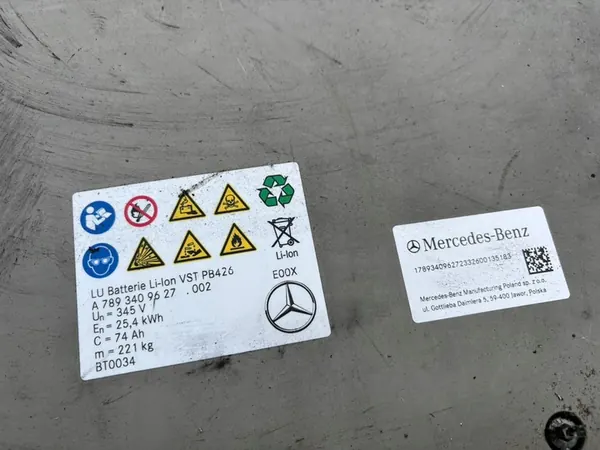 LU Batterie Li-Ion VST PB426
A 789 340 96 27 .002
Un = 345 V
En = 25,4 kWh
C = 74 Ah
m = 221 kg
BT0034
Li-Ion
E00X
Mercedes-Benz
178934096272332600135183
Mercedes-Benz Manufacturing Poland sp. z o.o.
ul. Gottlieba Daimlera 5, 59-400 Jawor, Polska